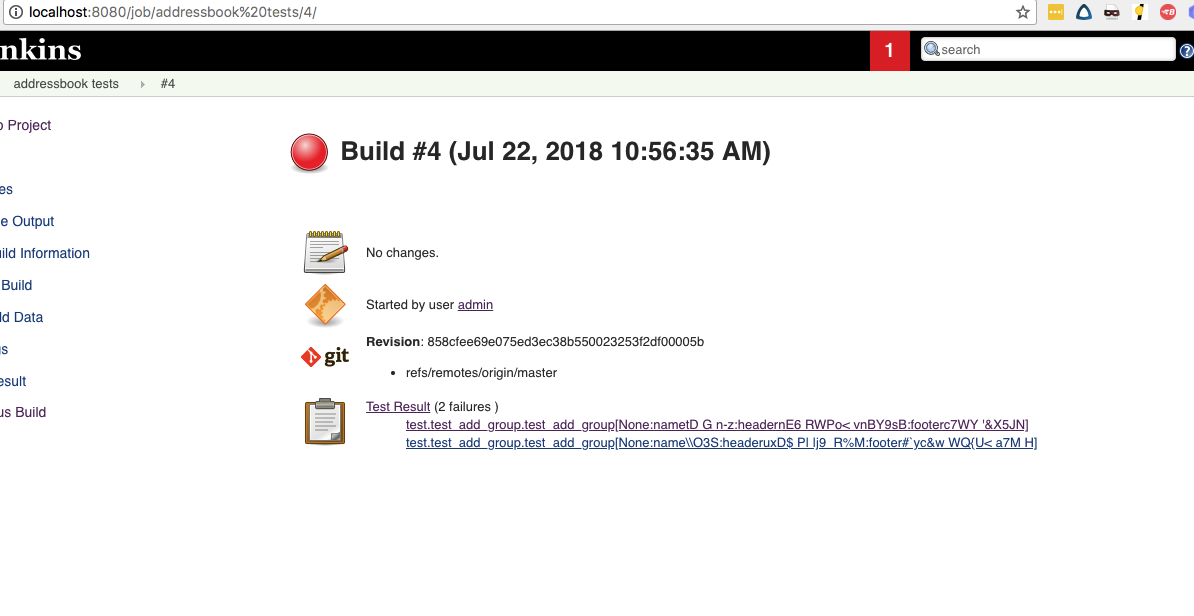 localhost:8080/job/addressbook%20tests/4/
nkins
1
search
?
addressbook tests
#4
o Project
es
e Output
ild Information
Build
ld Data
s
esult
us Build
Build #4 (Jul 22, 2018 10:56:35 AM)
No changes.
Started by user admin
git
Revision: 858cfee69e075ed3ec38b550023253f2df00005b
• refs/remotes/origin/master
Test Result (2 failures )
test.test_add_group.test_add_group[None:nametD G n-z:headernE6 RWPo< vnBY9sB:footerc7WY '&X5JN]
test.test_add_group.test_add_group[None:name\\O3S:headeruxD$ P| |j9_R%M:footer#`yc&w WQ{U< a7M H]